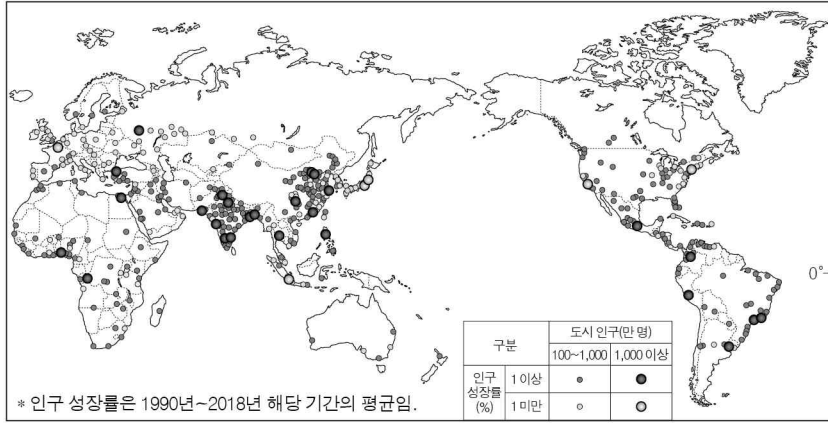 0°
구분 도시 인구(만 명)
100~1,000 1,000 이상
인구 성장률 (%) 1 이상
1 미만
* 인구 성장률은 1990년~2018년 해당 기간의 평균임.